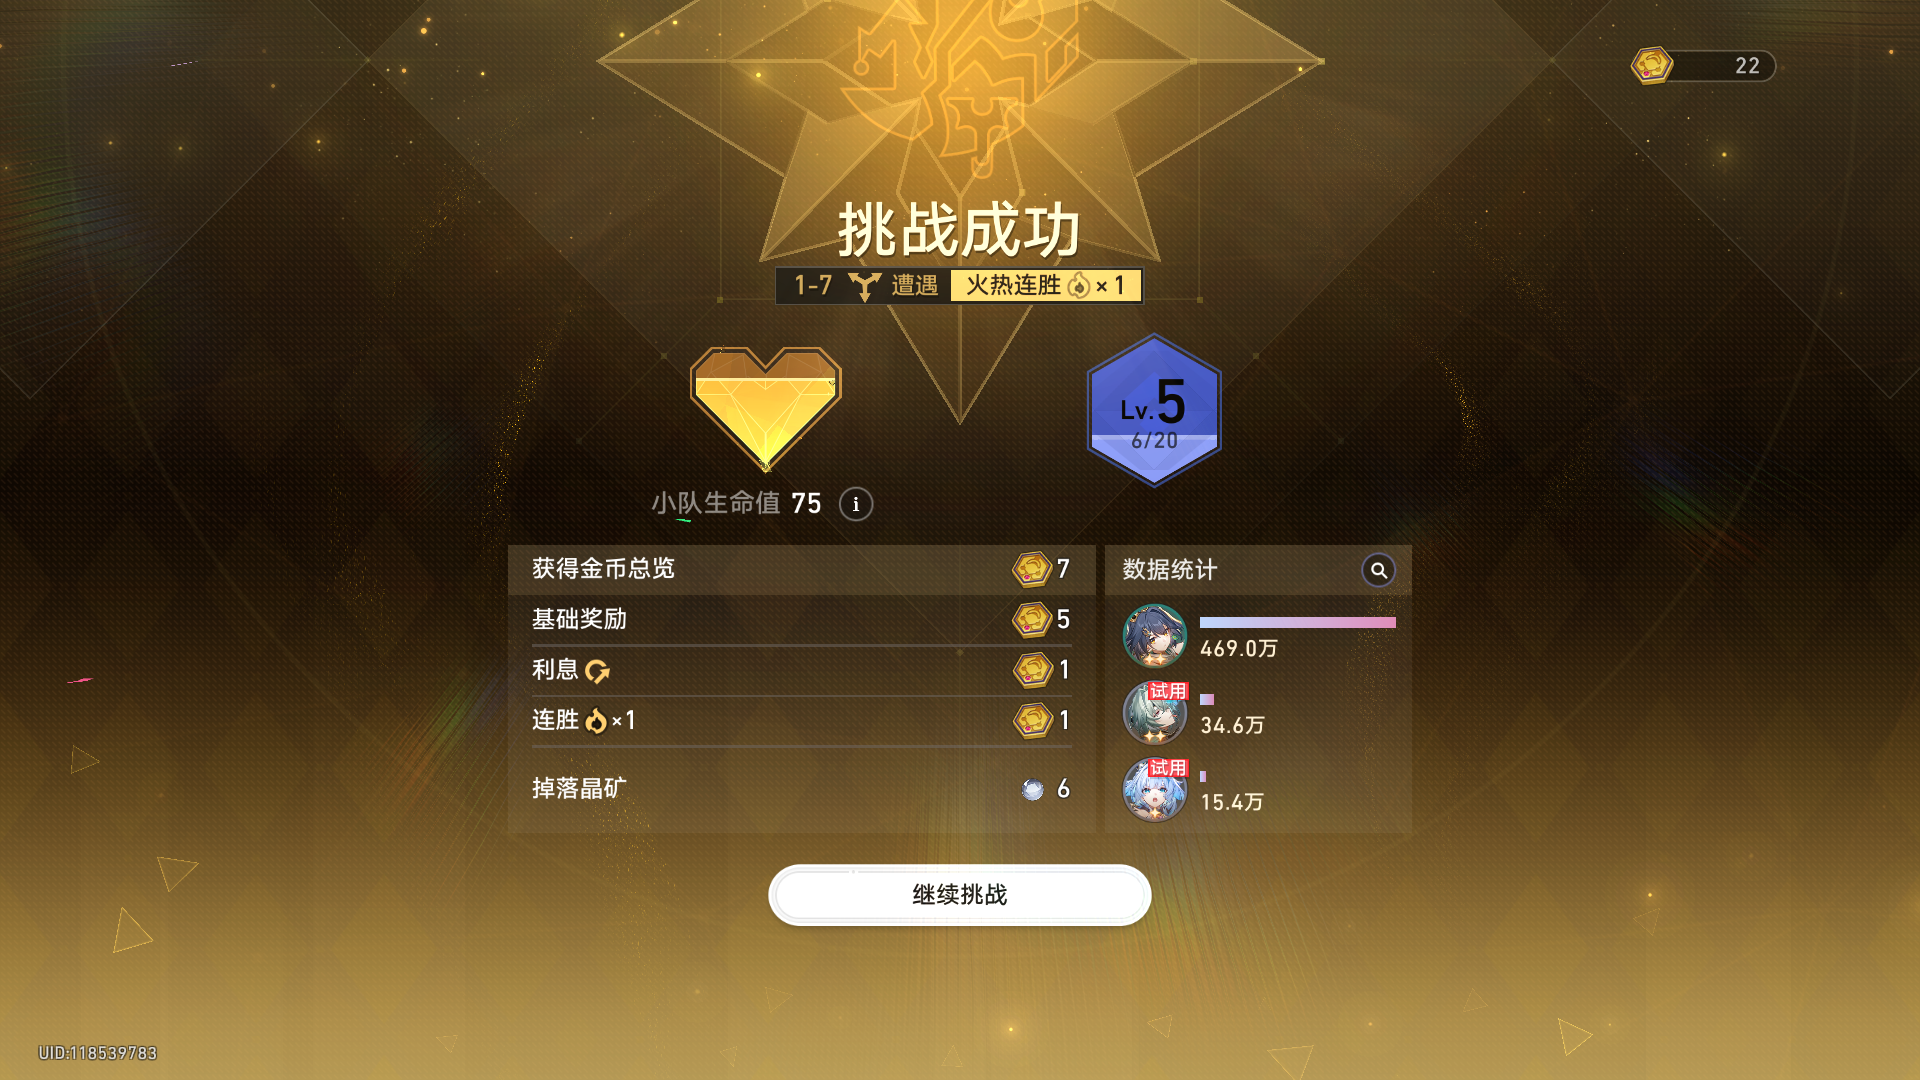 22
挑战成功
1-7 遭遇 火热连胜 ×1
Lv.5
6/20
小队生命值 75
获得金币总览 7
基础奖励 5
利息 1
连胜 ×1 1
掉落晶矿 6
数据统计
469.0万
试用
34.6万
试用
15.4万
继续挑战
UID:118539783